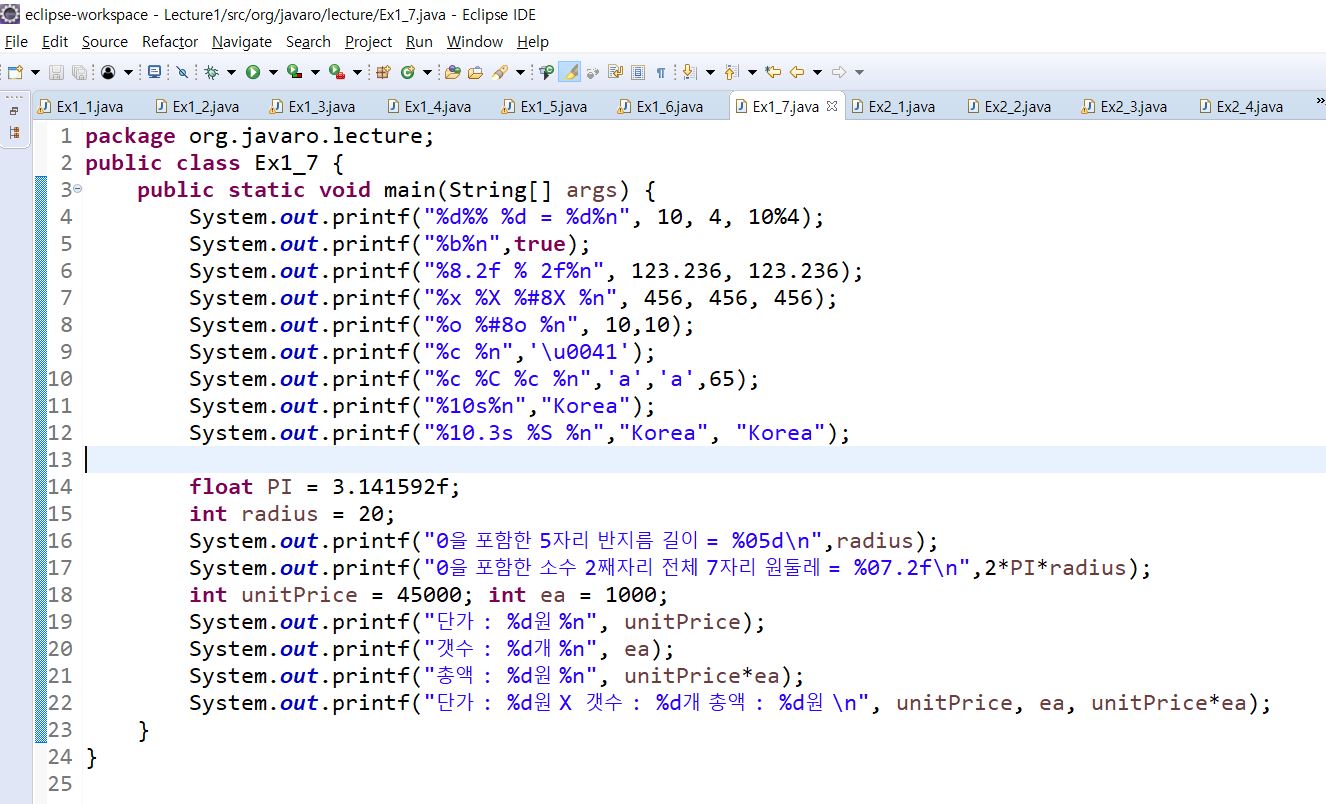 eclipse-workspace - Lecture1/src/org/javaro/lecture/Ex1_7.java - Eclipse IDE
File Edit Source Refactor Navigate Search Project Run Window Help
Ex1_1.java Ex1_2.java Ex1_3.java Ex1_4.java Ex1_5.java Ex1_6.java Ex1_7.java Ex2_1.java Ex2_2.java Ex2_3.java Ex2_4.java
1 package org.javaro.lecture;
2 public class Ex1_7 {
3 public static void main(String[] args) {
4 System.out.printf("%d%% %d = %d%n", 10, 4, 10%4);
5 System.out.printf("%b%n",true);
6 System.out.printf("%8.2f % 2f%n", 123.236, 123.236);
7 System.out.printf("%x %X %#8X %n", 456, 456, 456);
8 System.out.printf("%o %#8o %n", 10,10);
9 System.out.printf("%c %n",'\u0041');
10 System.out.printf("%c %C %c %n",'a','a',65);
11 System.out.printf("%10s%n","Korea");
12 System.out.printf("%10.3s %S %n","Korea", "Korea");
13
14 float PI = 3.141592f;
15 int radius = 20;
16 System.out.printf("0을 포함한 5자리 반지름 길이 = %05d\n",radius);
17 System.out.printf("0을 포함한 소수 2째자리 전체 7자리 원둘레 = %07.2f\n",2*PI*radius);
18 int unitPrice = 45000; int ea = 1000;
19 System.out.printf("단가 : %d원 %n", unitPrice);
20 System.out.printf("갯수 : %d개 %n", ea);
21 System.out.printf("총액 : %d원 %n", unitPrice*ea);
22 System.out.printf("단가 : %d원 X 갯수 : %d개 총액 : %d원 \n", unitPrice, ea, unitPrice*ea);
23 }
24 }
25